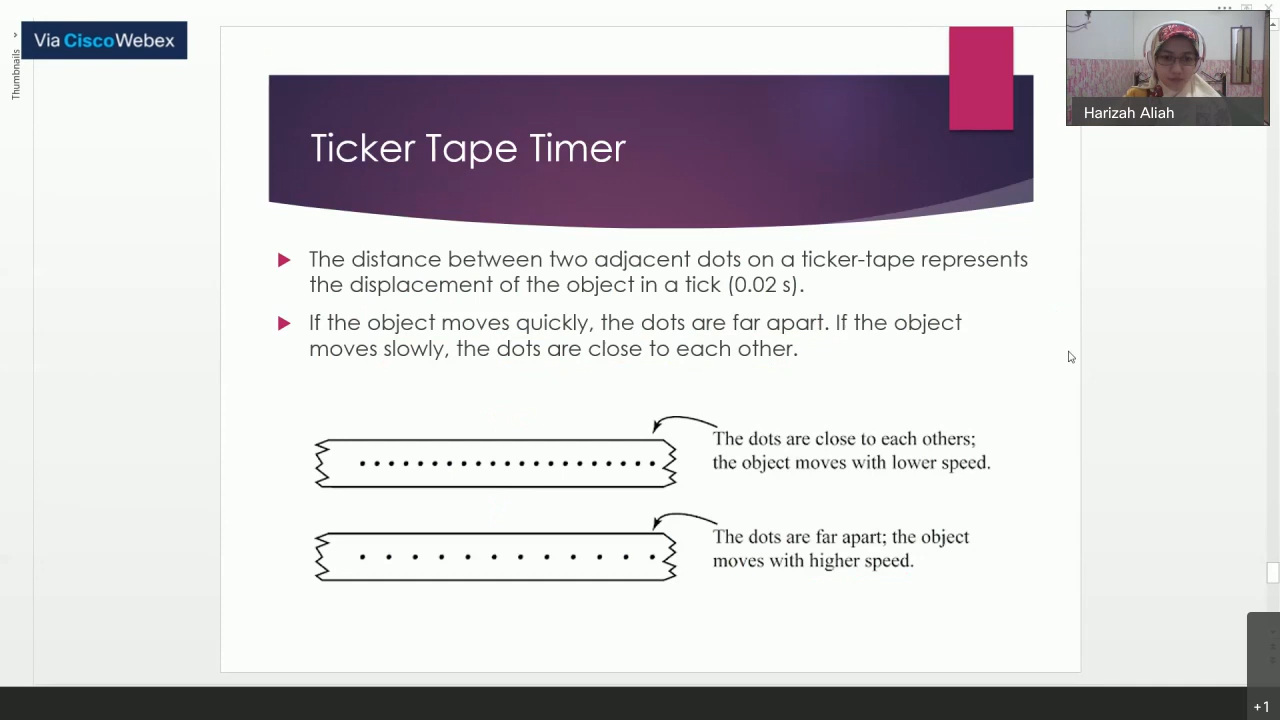 Via Cisco Webex
Thumbnails
Harizah Aliah
Ticker Tape Timer
The distance between two adjacent dots on a ticker-tape represents
the displacement of the object in a tick (0.02 s).
If the object moves quickly, the dots are far apart. If the object
moves slowly, the dots are close to each other.
The dots are close to each others;
the object moves with lower speed.
The dots are far apart; the object
moves with higher speed.
+1